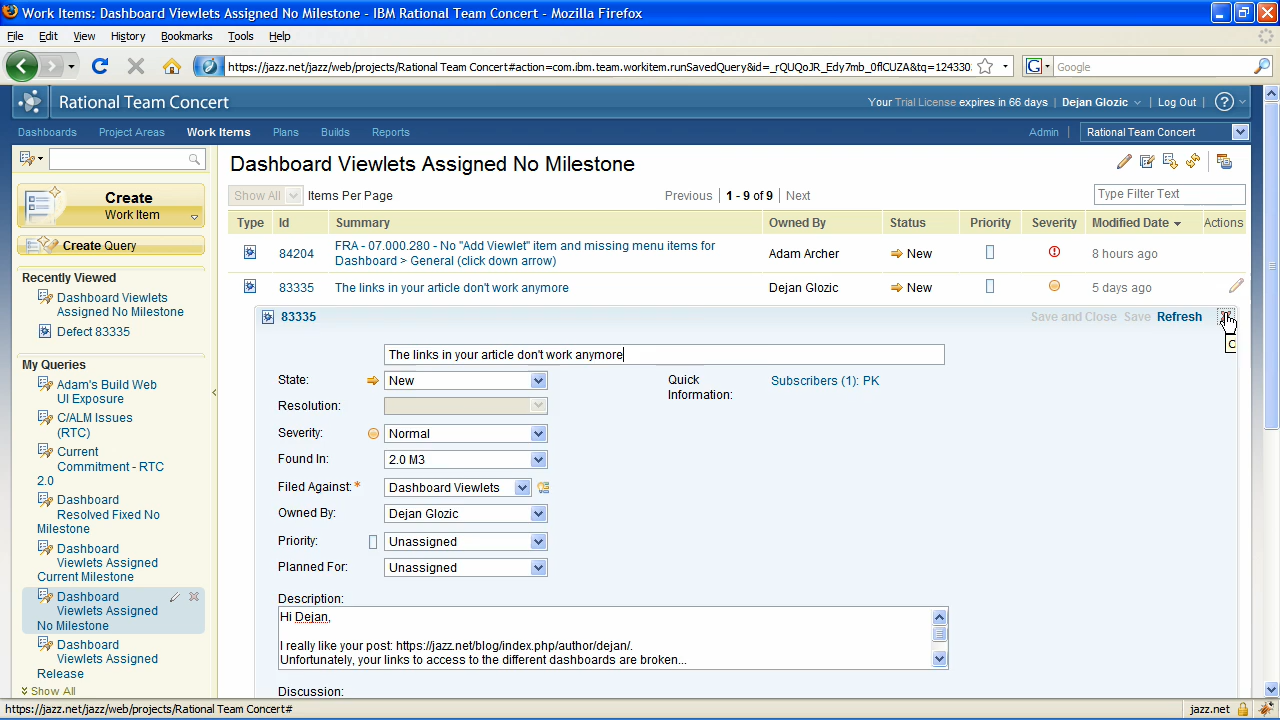 Work Items: Dashboard Viewlets Assigned No Milestone - IBM Rational Team Concert - Mozilla Firefox
File Edit View History Bookmarks Tools Help
https://jazz.net/jazz/web/projects/Rational Team Concert#action=com.ibm.team.workitem.runSavedQuery&id=_rQUQoJR_Edy7mb_0flCUZA&tq=124330
Google
Rational Team Concert
Your Trial License expires in 66 days | Dejan Glozic | Log Out
Dashboards Project Areas Work Items Plans Builds Reports
Admin | Rational Team Concert
Create
Work Item
Create Query
Recently Viewed
Dashboard Viewlets
Assigned No Milestone
Defect 83335
My Queries
Adam's Build Web
UI Exposure
C/ALM Issues
(RTC)
Current
Commitment - RTC
2.0
Dashboard
Resolved Fixed No
Milestone
Dashboard
Viewlets Assigned
Current Milestone
Dashboard
Viewlets Assigned
No Milestone
Dashboard
Viewlets Assigned
Release
Show All
Dashboard Viewlets Assigned No Milestone
Show All Items Per Page Previous | 1 - 9 of 9 | Next Type Filter Text
Type Id Summary Owned By Status Priority Severity Modified Date Actions
84204 FRA - 07.000.280 - No "Add Viewlet" item and missing menu items for
Dashboard > General (click down arrow) Adam Archer New 8 hours ago
83335 The links in your article don't work anymore Dejan Glozic New 5 days ago
83335 Save and Close Save Refresh
The links in your article don't work anymore
State: New
Quick
Information:
Subscribers (1): PK
Resolution:
Severity: Normal
Found In: 2.0 M3
Filed Against: * Dashboard Viewlets
Owned By: Dejan Glozic
Priority: Unassigned
Planned For: Unassigned
Description:
Hi Dejan,
I really like your post: https://jazz.net/blog/index.php/author/dejan/.
Unfortunately, your links to access to the different dashboards are broken...
Discussion:
https://jazz.net/jazz/web/projects/Rational Team Concert#
jazz.net